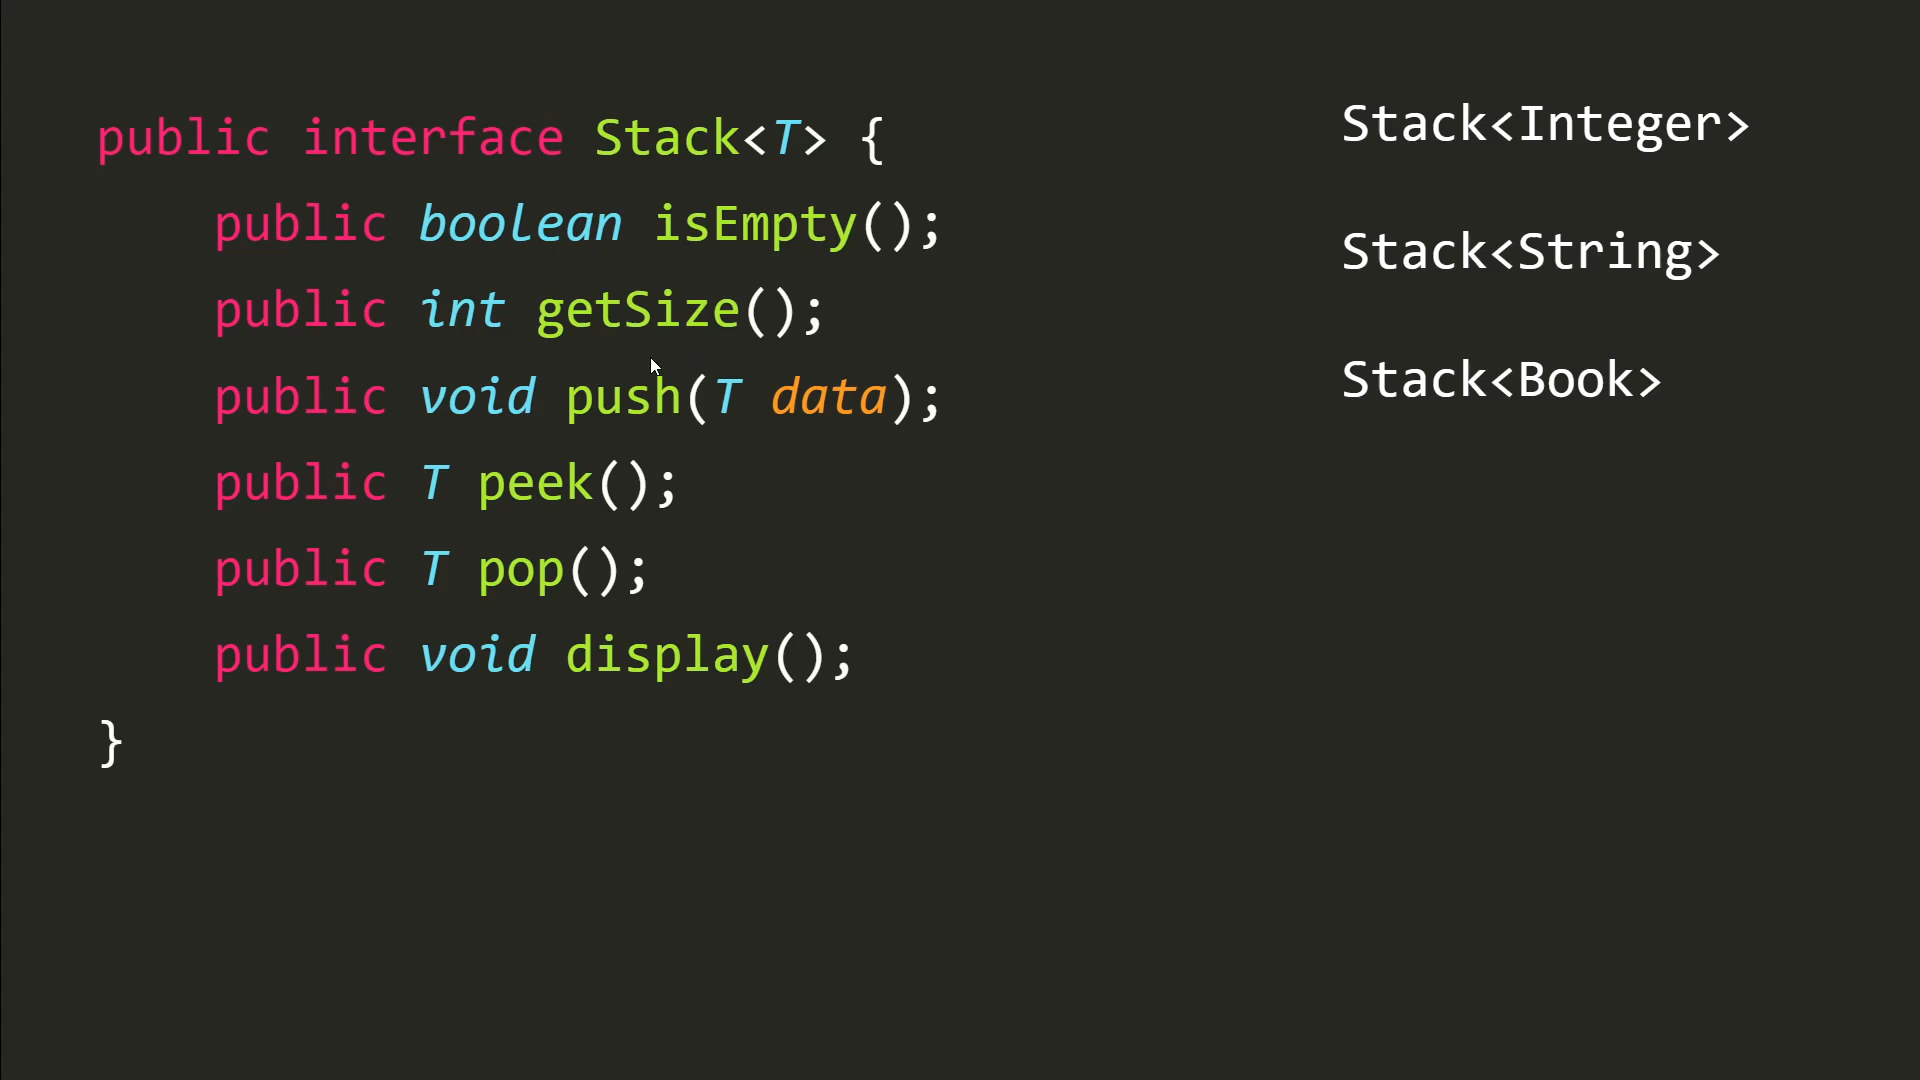 public interface Stack<T> {
    public boolean isEmpty();
    public int getSize();
    public void push(T data);
    public T peek();
    public T pop();
    public void display();
}
Stack<Integer>
Stack<String>
Stack<Book>